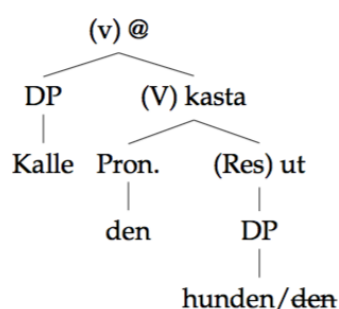 (v) @
DP (V) kasta
Kalle Pron. (Res) ut
den DP
hunden/den